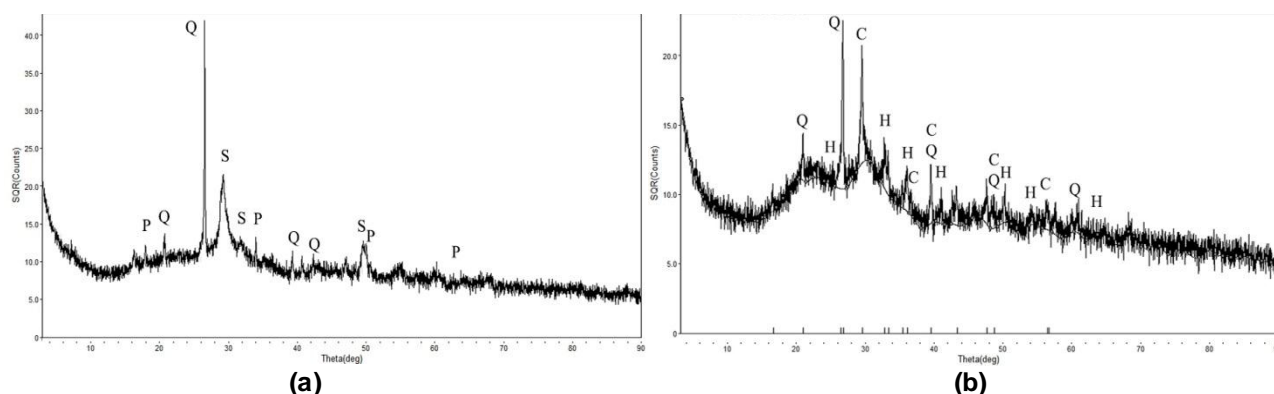 Q
40.0
35.0
30.0
25.0
20.0
15.0
10.0
5.0
0
SQR(Counts)
S
S
S
P
Q
P
Q
Q
P
P
10 20 30 40 50 60 70 80 90
Theta(deg)
(a)
Q
C
20.0
15.0
10.0
5.0
0
SQR(Counts)
Q
H
H
H
C
C
Q
H
C
Q
H
H
C
Q
H
10 20 30 40 50 60 70 80
Theta(deg)
(b)